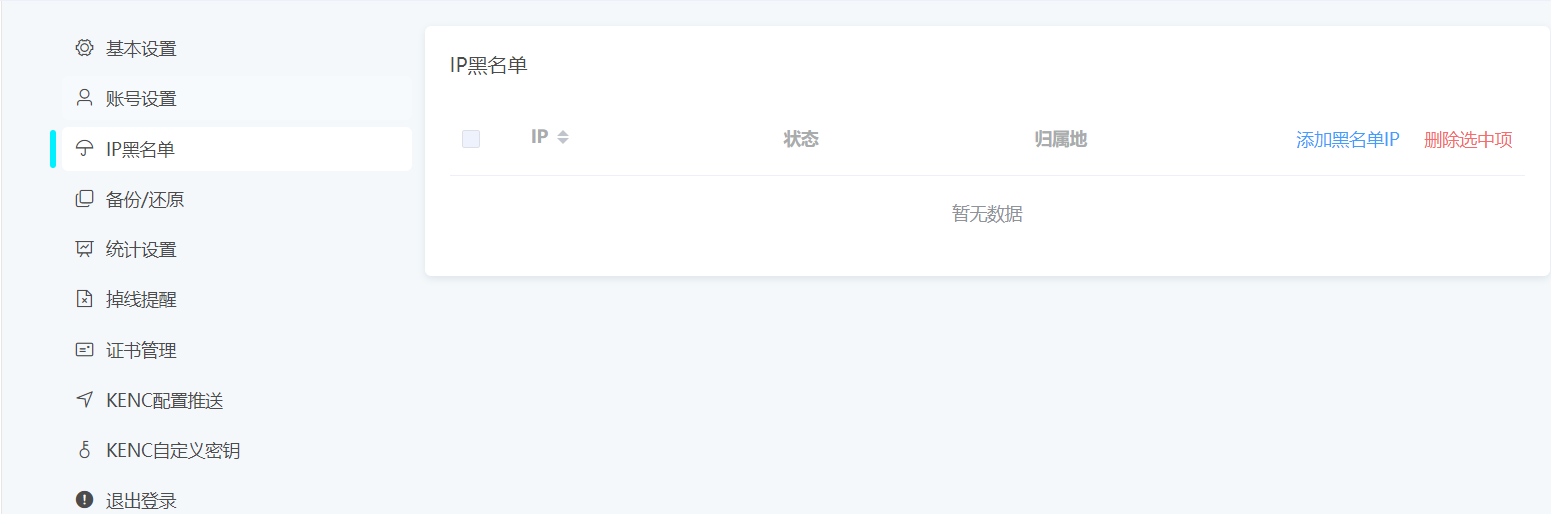 基本设置
账号设置
IP黑名单
备份/还原
统计设置
掉线提醒
证书管理
KENC配置推送
KENC自定义密钥
退出登录
IP黑名单
IP 状态 归属地 添加黑名单IP 删除选中项
暂无数据